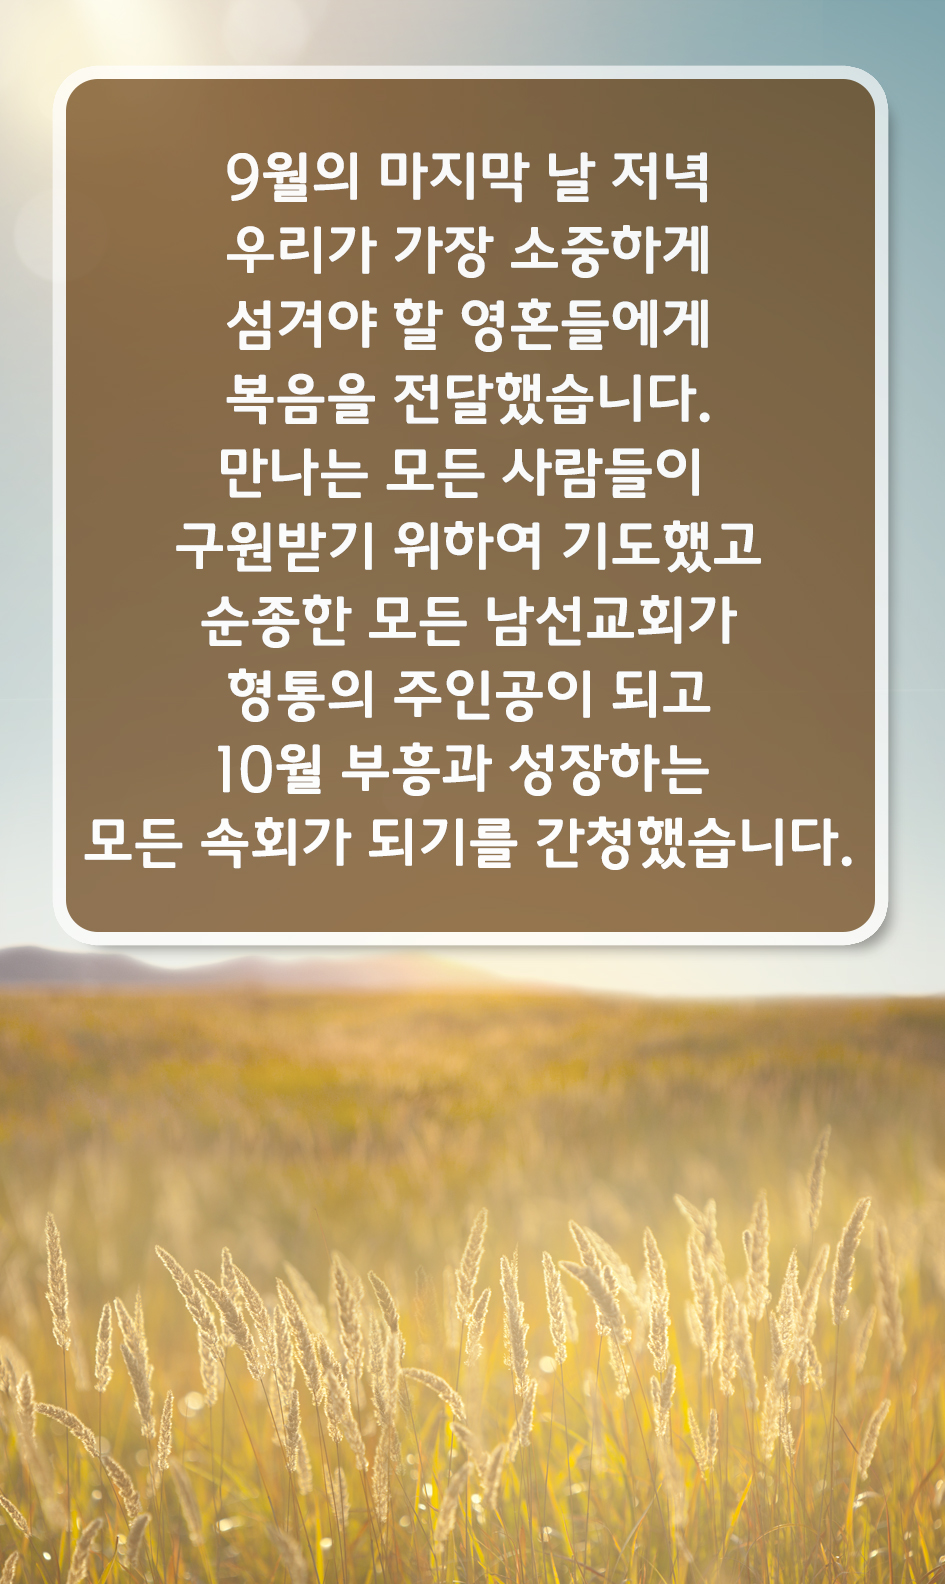 9월의 마지막 날 저녁
우리가 가장 소중하게
섬겨야 할 영혼들에게
복음을 전달했습니다.
만나는 모든 사람들이
구원받기 위하여 기도했고
순종한 모든 남선교회가
형통의 주인공이 되고
10월 부흥과 성장하는
모든 속회가 되기를 간청했습니다.